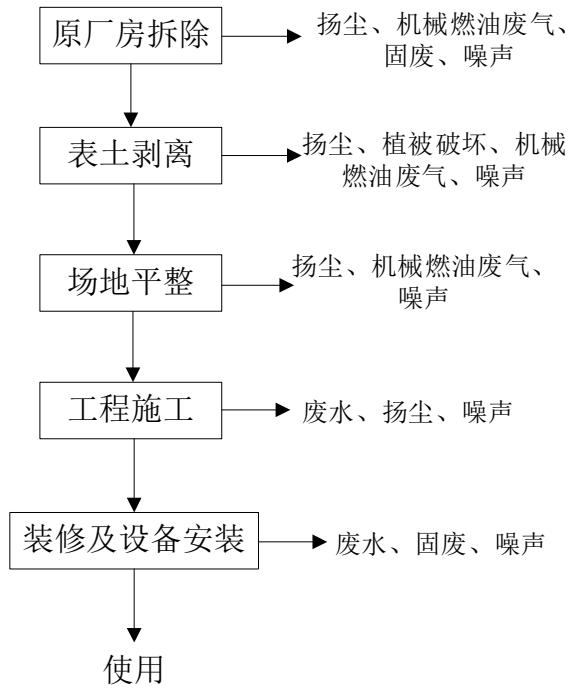 原厂房拆除
扬尘、机械燃油废气、
固废、噪声
表土剥离
扬尘、植被破坏、机械
燃油废气、噪声
场地平整
扬尘、机械燃油废气、
噪声
工程施工
废水、扬尘、噪声
装修及设备安装
废水、固废、噪声
使用